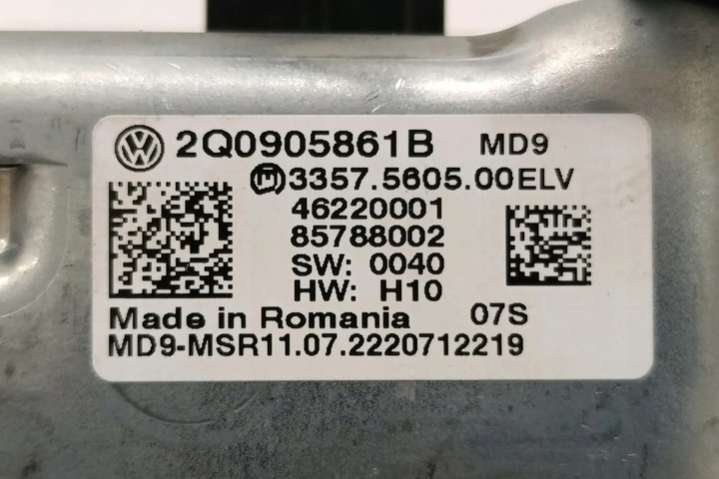 2Q0905861B MD9
M 3357.5605.00ELV
46220001
85788002
SW: 0040
HW: H10
Made in Romania 07S
MD9-MSR11.07.2220712219